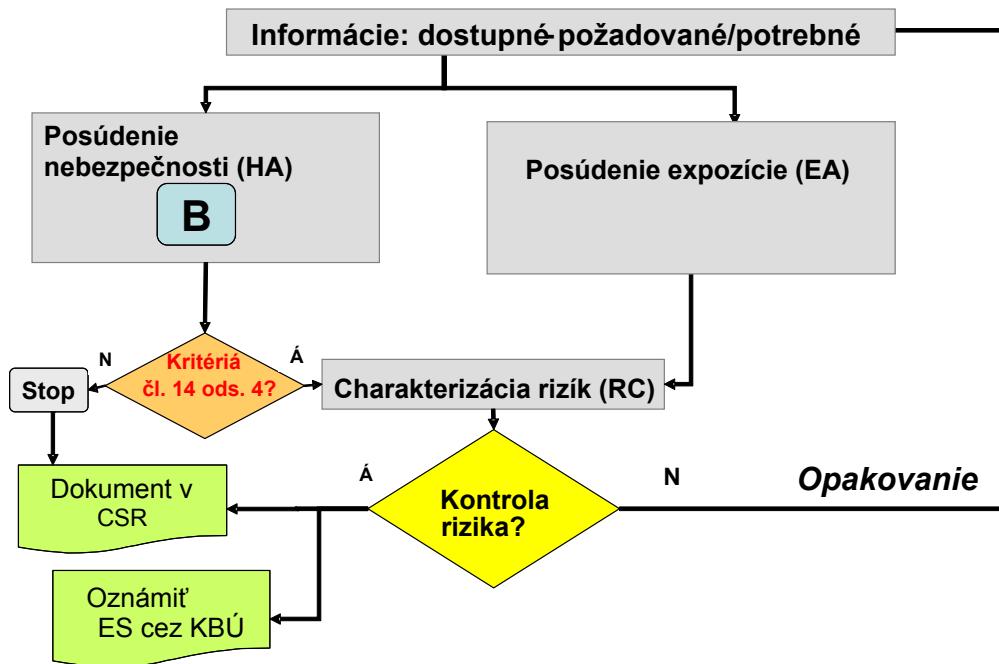 Informácie: dostupné-požadované/potrebné
Posúdenie
nebezpečnosti (HA)
B
Posúdenie expozície (EA)
N
Kritériá
čl. 14 ods. 4?
Á
Stop
Charakterizácia rizík (RC)
Dokument v
CSR
Á
Kontrola
rizika?
N
Opakovanie
Oznámiť
ES cez KBÚ